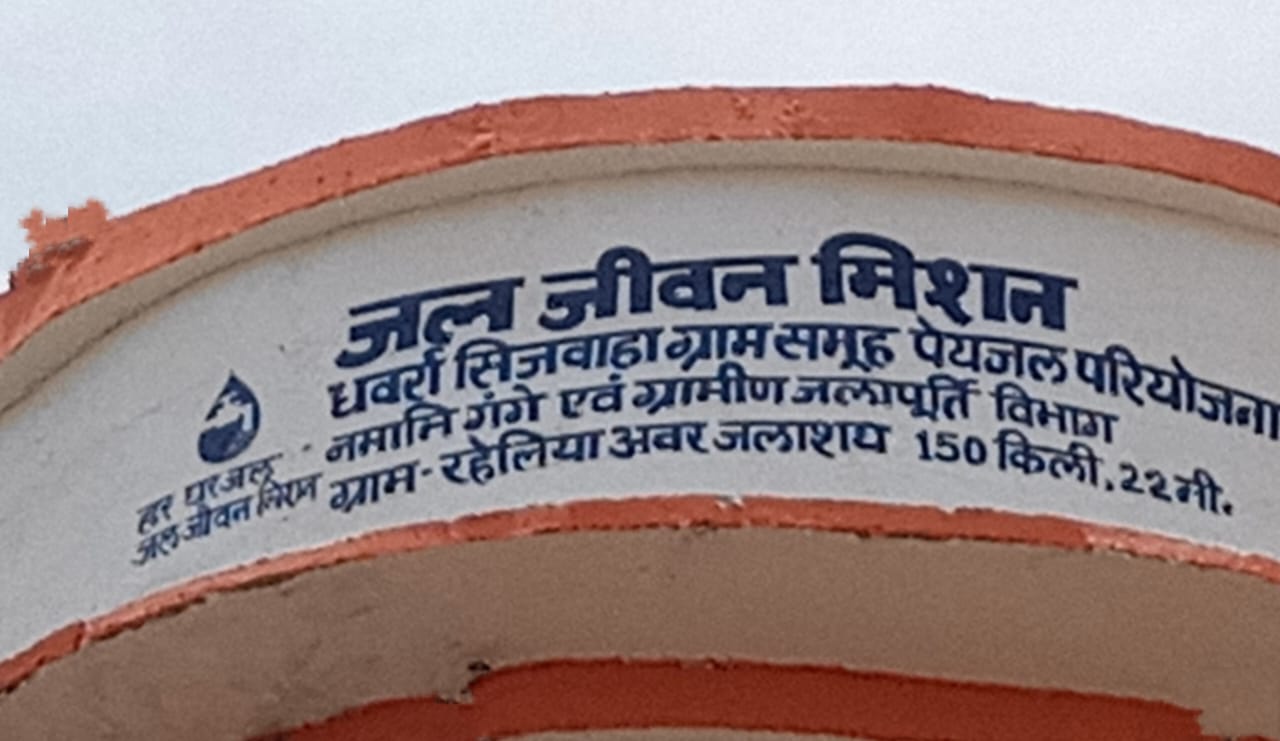 जल जीवन मिशन
धवर्रा सिजवाहा ग्राम समूह पेयजल परियोजना
नमामि गंगे एवं ग्रामीण जलापूर्ति विभाग
ग्राम-रहेलिया अवर जलाशय 150 किली. 22मी.
हर घर जल
जल जीवन मिशन